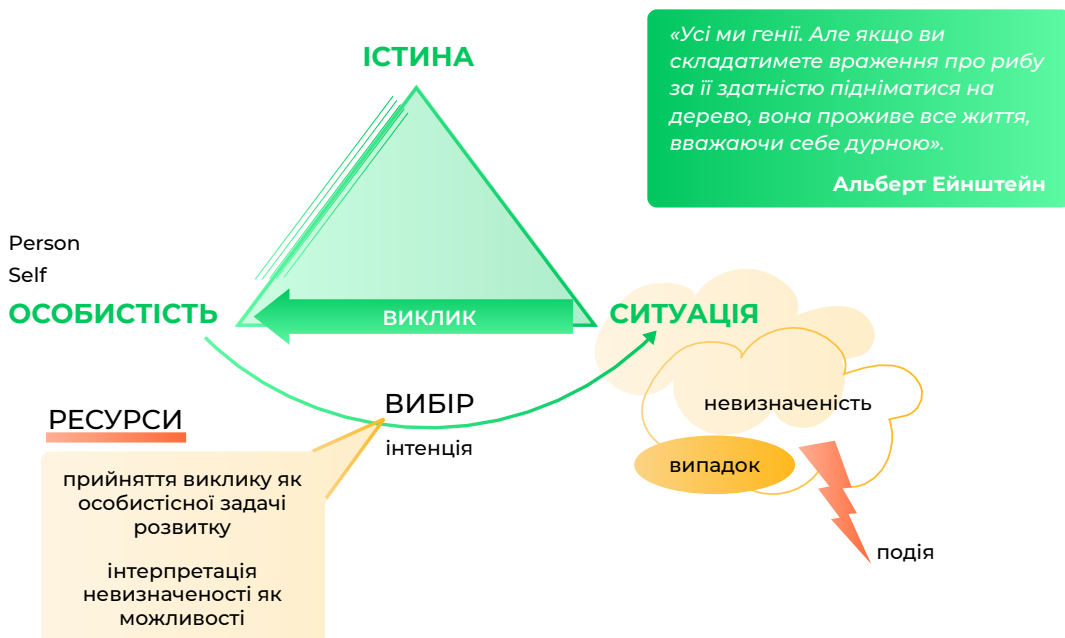 «Усі ми генії. Але якщо ви
складатимете враження про рибу
за її здатністю підніматися на
дерево, вона проживе все життя,
вважаючи себе дурною».
Альберт Ейнштейн
ІСТИНА
Person
Self
ОСОБИСТІСТЬ
ВИКЛИК
СИТУАЦІЯ
ВИБІР
інтенція
невизначеність
випадок
подія
РЕСУРСИ
прийняття виклику як
особистісної задачі
розвитку
інтерпретація
невизначеності як
можливості